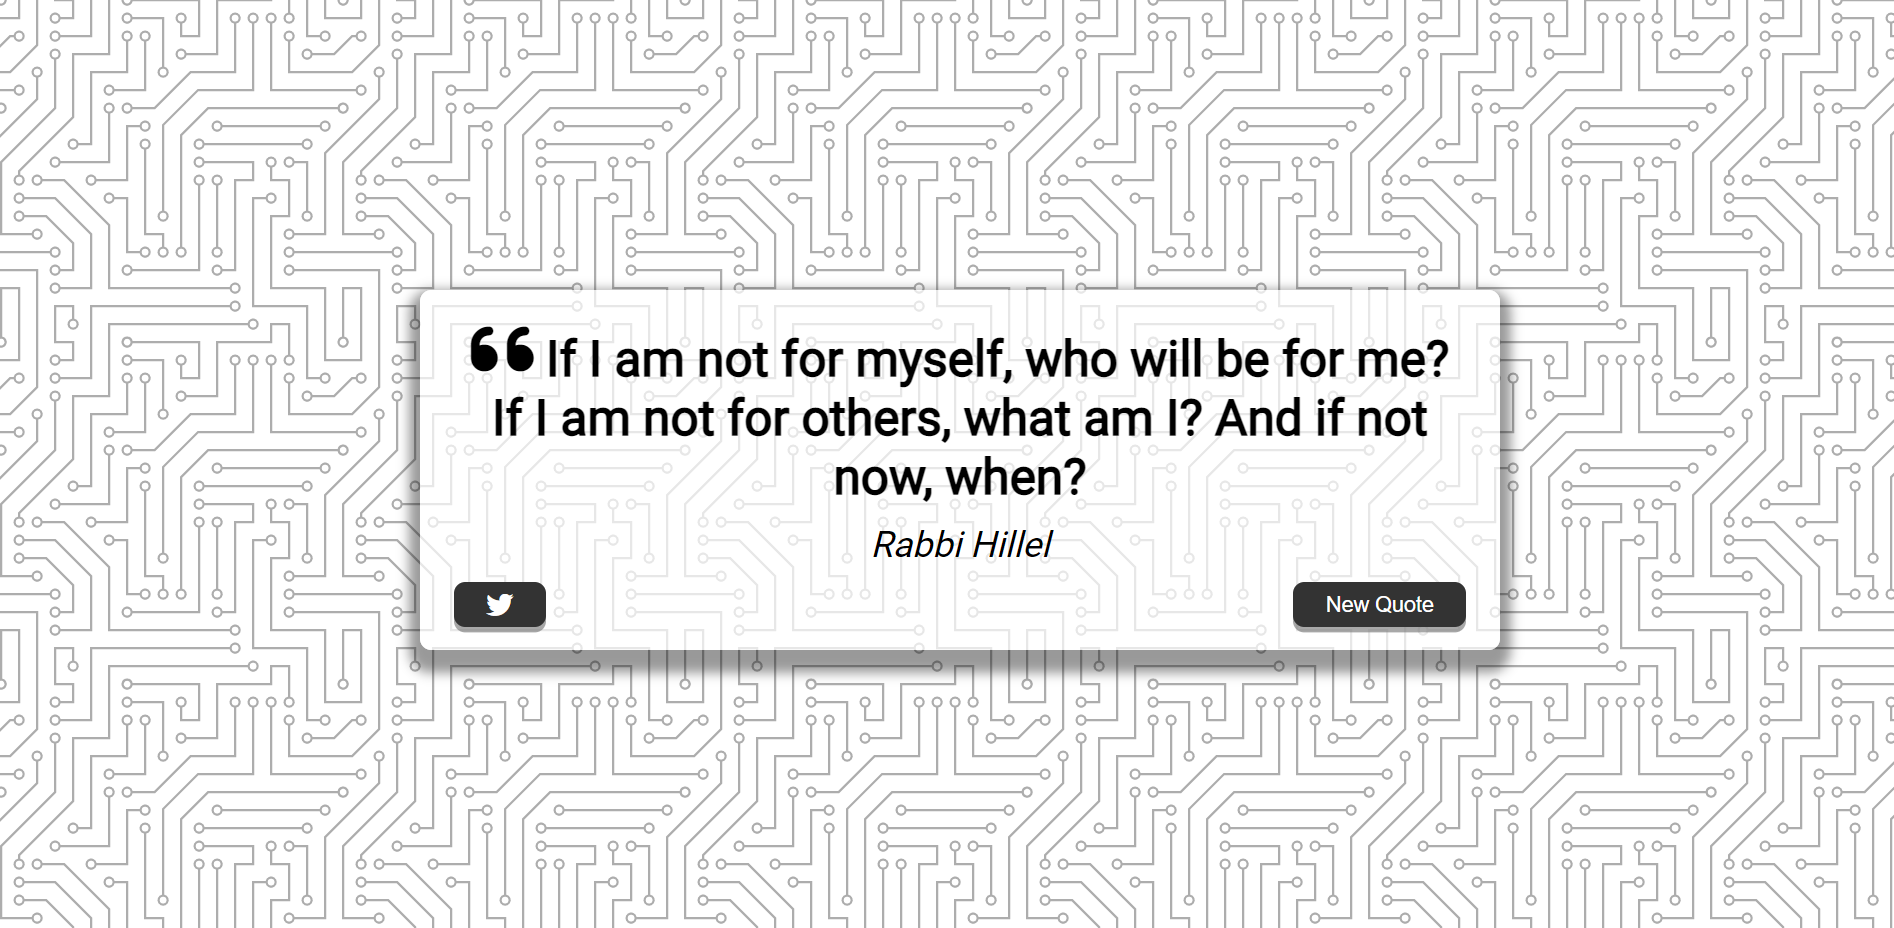 “ If I am not for myself, who will be for me?
If I am not for others, what am I? And if not
now, when?
Rabbi Hillel
New Quote